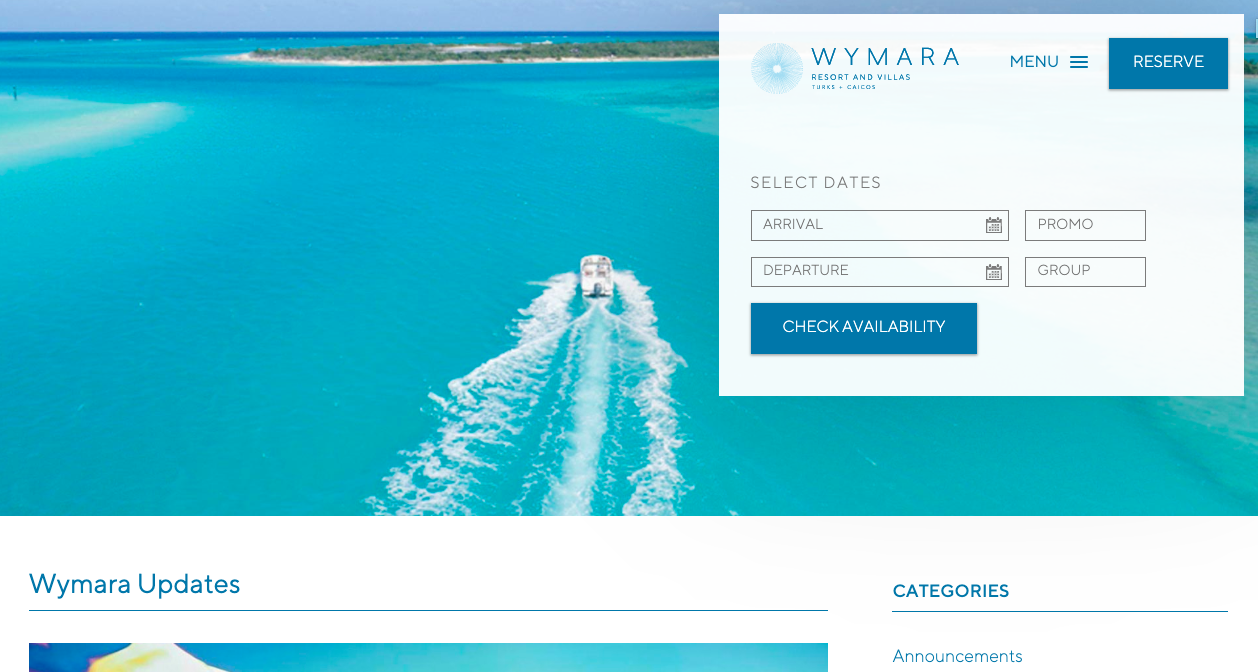 WYMARA
RESORT AND VILLAS
TURKS + CAICOS
MENU
RESERVE
SELECT DATES
ARRIVAL
PROMO
DEPARTURE
GROUP
CHECK AVAILABILITY
Wymara Updates
CATEGORIES
Announcements